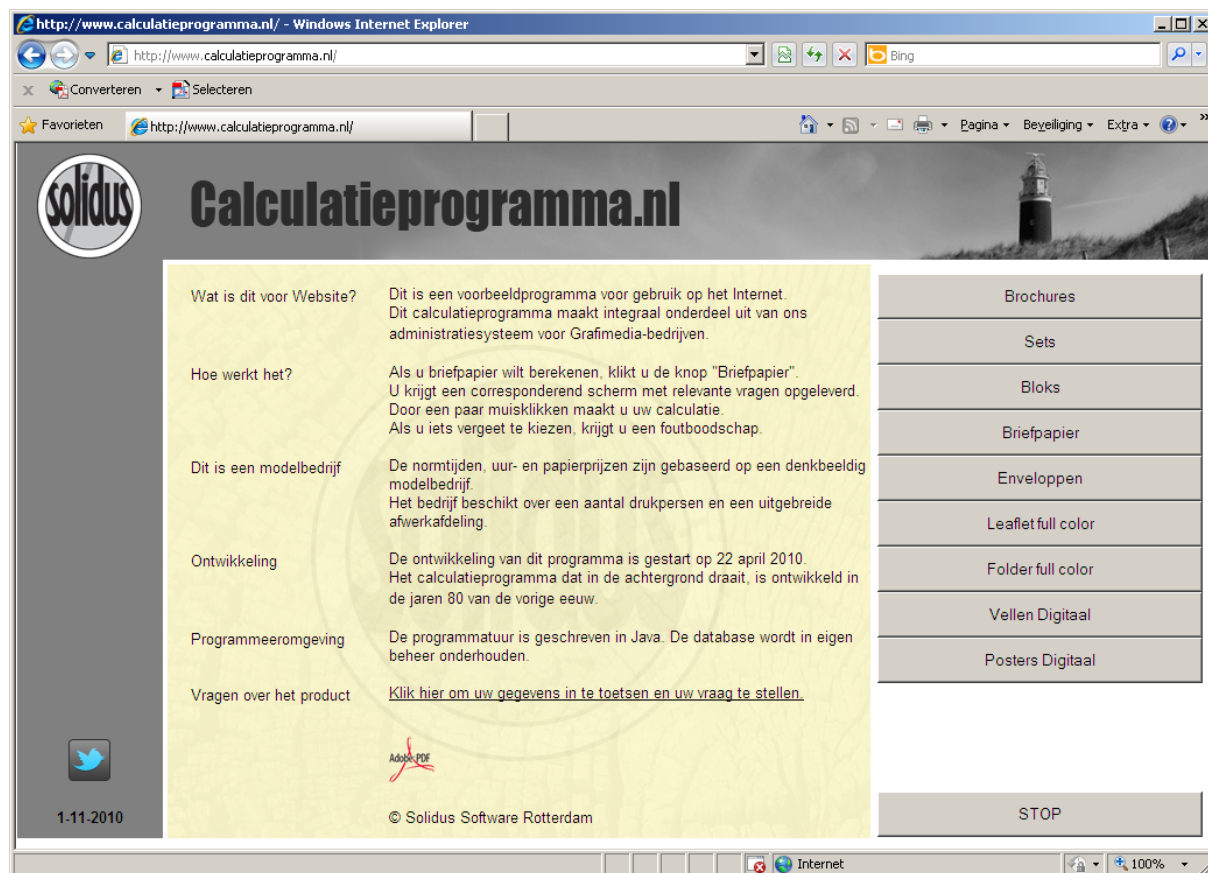 http://www.calculatieprogramma.nl/ - Windows Internet Explorer
http://www.calculatieprogramma.nl/
Bing
Converteren
Selecteren
Favorieten
http://www.calculatieprogramma.nl/
Pagina
Beveiliging
Extra
solidus
Calculatieprogramma.nl
Wat is dit voor Website?
Dit is een voorbeeldprogramma voor gebruik op het Internet.
Dit calculatieprogramma maakt integraal onderdeel uit van ons
administratiesysteem voor Grafimedia-bedrijven.
Hoe werkt het?
Als u briefpapier wilt berekenen, klikt u de knop "Briefpapier".
U krijgt een corresponderend scherm met relevante vragen opgeleverd.
Door een paar muisklikken maakt u uw calculatie.
Als u iets vergeet te kiezen, krijgt u een foutboodschap.
Dit is een modelbedrijf
De normtijden, uur- en papierprijzen zijn gebaseerd op een denkbeeldig
modelbedrijf.
Het bedrijf beschikt over een aantal drukpersen en een uitgebreide
afwerkafdeling.
Ontwikkeling
De ontwikkeling van dit programma is gestart op 22 april 2010.
Het calculatieprogramma dat in de achtergrond draait, is ontwikkeld in
de jaren 80 van de vorige eeuw.
Programmeeromgeving
De programmatuur is geschreven in Java. De database wordt in eigen
beheer onderhouden.
Vragen over het product
Klik hier om uw gegevens in te toetsen en uw vraag te stellen.
Adobe PDF
© Solidus Software Rotterdam
1-11-2010
Brochures
Sets
Bloks
Briefpapier
Enveloppen
Leaflet full color
Folder full color
Vellen Digitaal
Posters Digitaal
STOP
Internet
100%